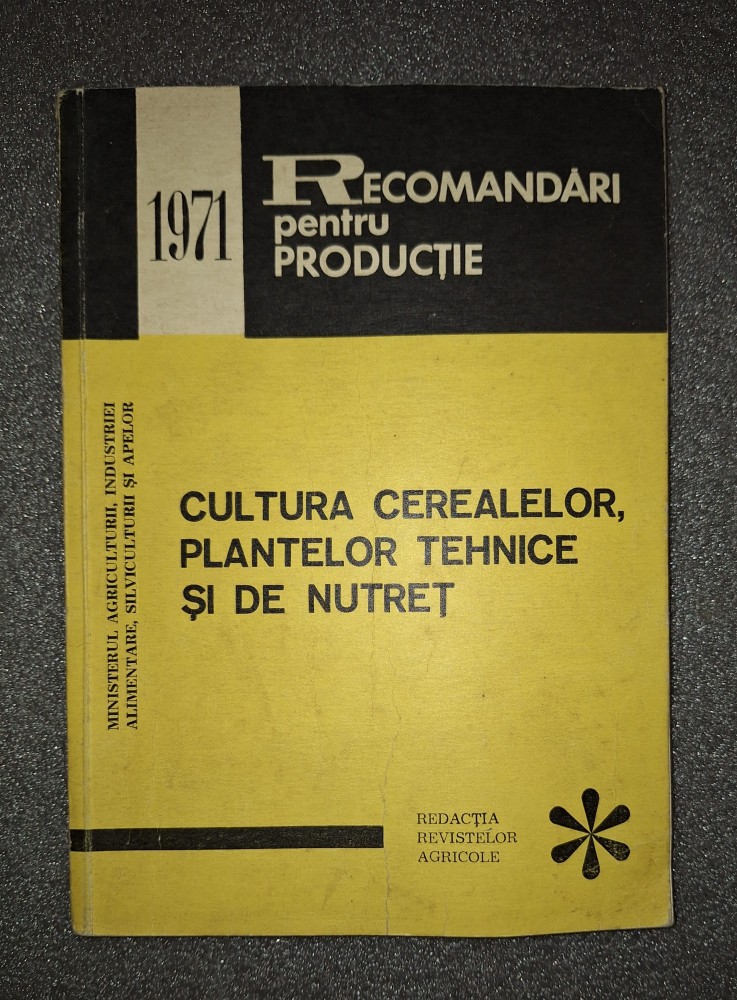 1971
RECOMANDĂRI
pentru
PRODUCȚIE
MINISTERUL AGRICULTURII, INDUSTRIEI
ALIMENTARE, SILVICULTURII ȘI APELOR
CULTURA CEREALELOR,
PLANTELOR TEHNICE
ȘI DE NUTREȚ
REDACȚIA
REVISTELOR
AGRICOLE